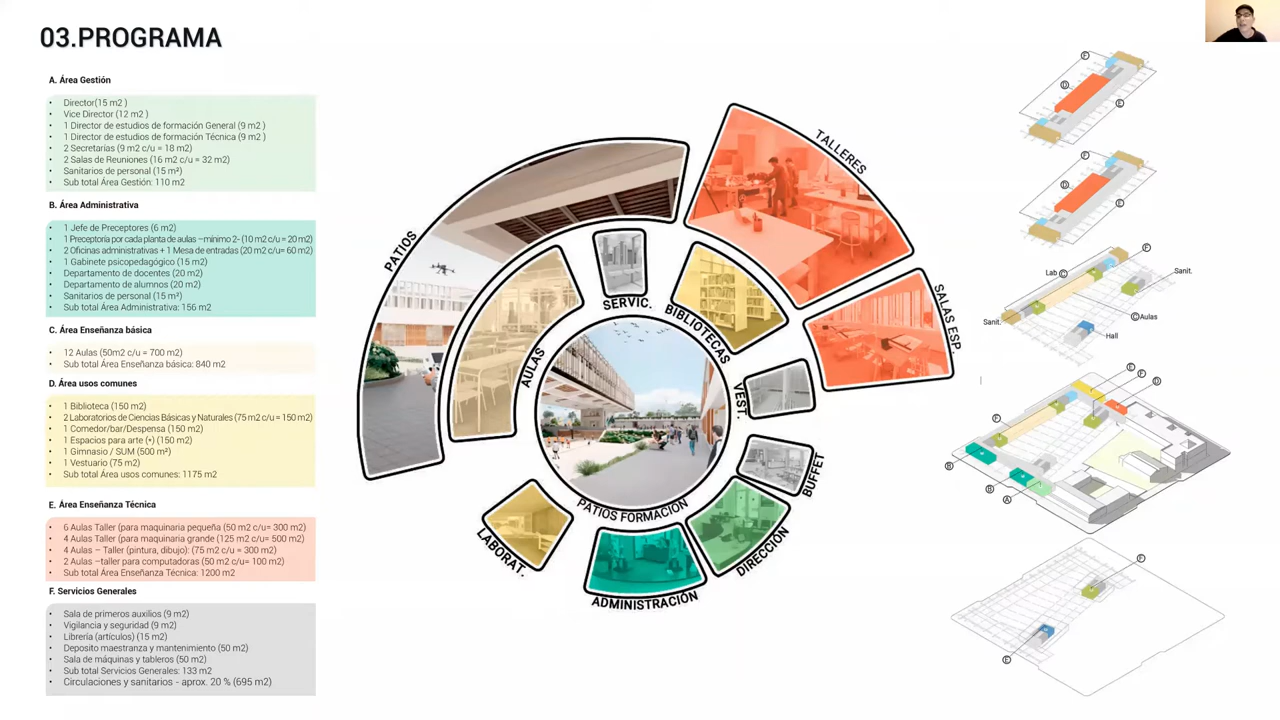 03.PROGRAMA
A. Área Gestión
• Director(15 m2 )
• Vice Director (12 m2 )
• 1 Director de estudios de formación General (9 m2 )
• 1 Director de estudios de formación Técnica (9 m2 )
• 2 Secretarías (9 m2 c/u = 18 m2)
• 2 Salas de Reuniones (16 m2 c/u = 32 m2)
• Sanitarios de personal (15 m²)
• Sub total Área Gestión: 110 m2
B. Área Administrativa
• 1 Jefe de Preceptores (6 m2)
• 1 Preceptoría por cada planta de aulas –mínimo 2- (10 m2 c/u = 20 m2)
• 2 Oficinas administrativas + 1 Mesa de entradas (20 m2 c/u= 60 m2)
• 1 Gabinete psicopedagógico (15 m2)
• Departamento de docentes (20 m2)
• Departamento de alumnos (20 m2)
• Sanitarios de personal (15 m²)
• Sub total Área Administrativa: 156 m2
C. Área Enseñanza básica
• 12 Aulas (50m2 c/u = 700 m2)
• Sub total Área Enseñanza básica: 840 m2
D. Área usos comunes
• 1 Biblioteca (150 m2)
• 2 Laboratorios de Ciencias Básicas y Naturales (75 m2 c/u = 150 m2)
• 1 Comedor/bar/Despensa (150 m2)
• 1 Espacios para arte (•) (150 m2)
• 1 Gimnasio / SUM (500 m²)
• 1 Vestuario (75 m2)
• Sub total Área usos comunes: 1175 m2
E. Área Enseñanza Técnica
• 6 Aulas Taller (para maquinaria pequeña (50 m2 c/u= 300 m2)
• 4 Aulas Taller (para maquinaria grande (125 m2 c/u= 500 m2)
• 4 Aulas – Taller (pintura, dibujo): (75 m2 c/u = 300 m2)
• 2 Aulas –taller para computadoras (50 m2 c/u= 100 m2)
• Sub total Área Enseñanza Técnica: 1200 m2
F. Servicios Generales
• Sala de primeros auxilios (9 m2)
• Vigilancia y seguridad (9 m2)
• Librería (artículos) (15 m2)
• Deposito maestranza y mantenimiento (50 m2)
• Sala de máquinas y tableros (50 m2)
• Sub total Servicios Generales: 133 m2
• Circulaciones y sanitarios - aprox. 20 % (695 m2)
PATIOS
TALLERES
SALAS ESP.
AULAS
SERVIC.
BIBLIOTECAS
VEST.
BUFFET
PATIOS FORMACION
DIRECCIÓN
ADMINISTRACIÓN
LABORAT.
F
D
E
F
D
E
F
Lab C
Sanit.
Sanit.
C Aulas
Hall
E
F
D
F
B
B
A
F
E